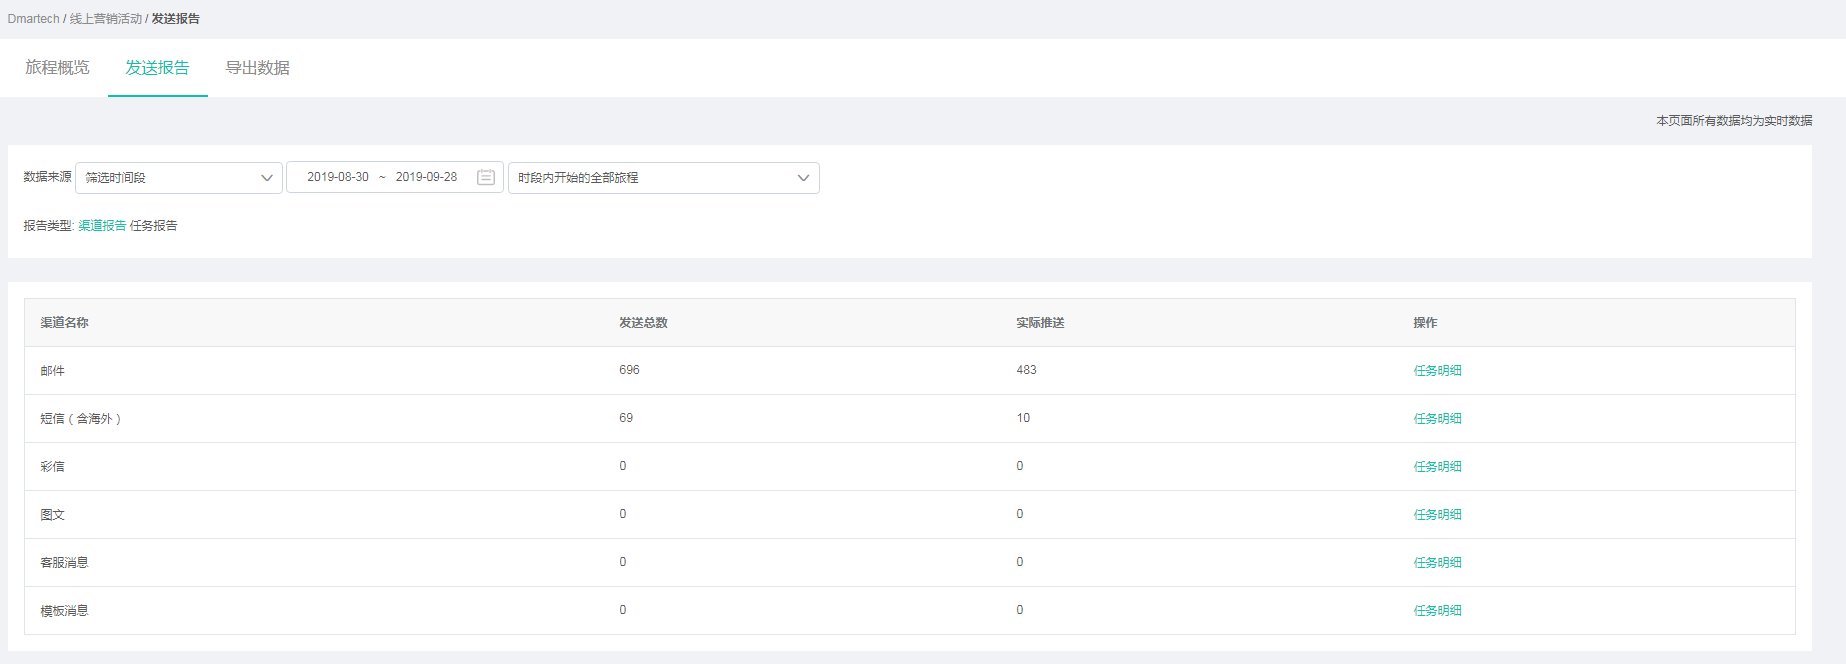 Dmartech / 线上营销活动 / 发送报告
旅程概览 发送报告 导出数据
本页面所有数据均为实时数据
数据来源 筛选时间段 2019-08-30 ~ 2019-09-28 时段内开始的全部旅程
报告类型: 渠道报告 任务报告
渠道名称 发送总数 实际推送 操作
邮件 696 483 任务明细
短信（含海外） 69 10 任务明细
彩信 0 0 任务明细
图文 0 0 任务明细
客服消息 0 0 任务明细
模板消息 0 0 任务明细